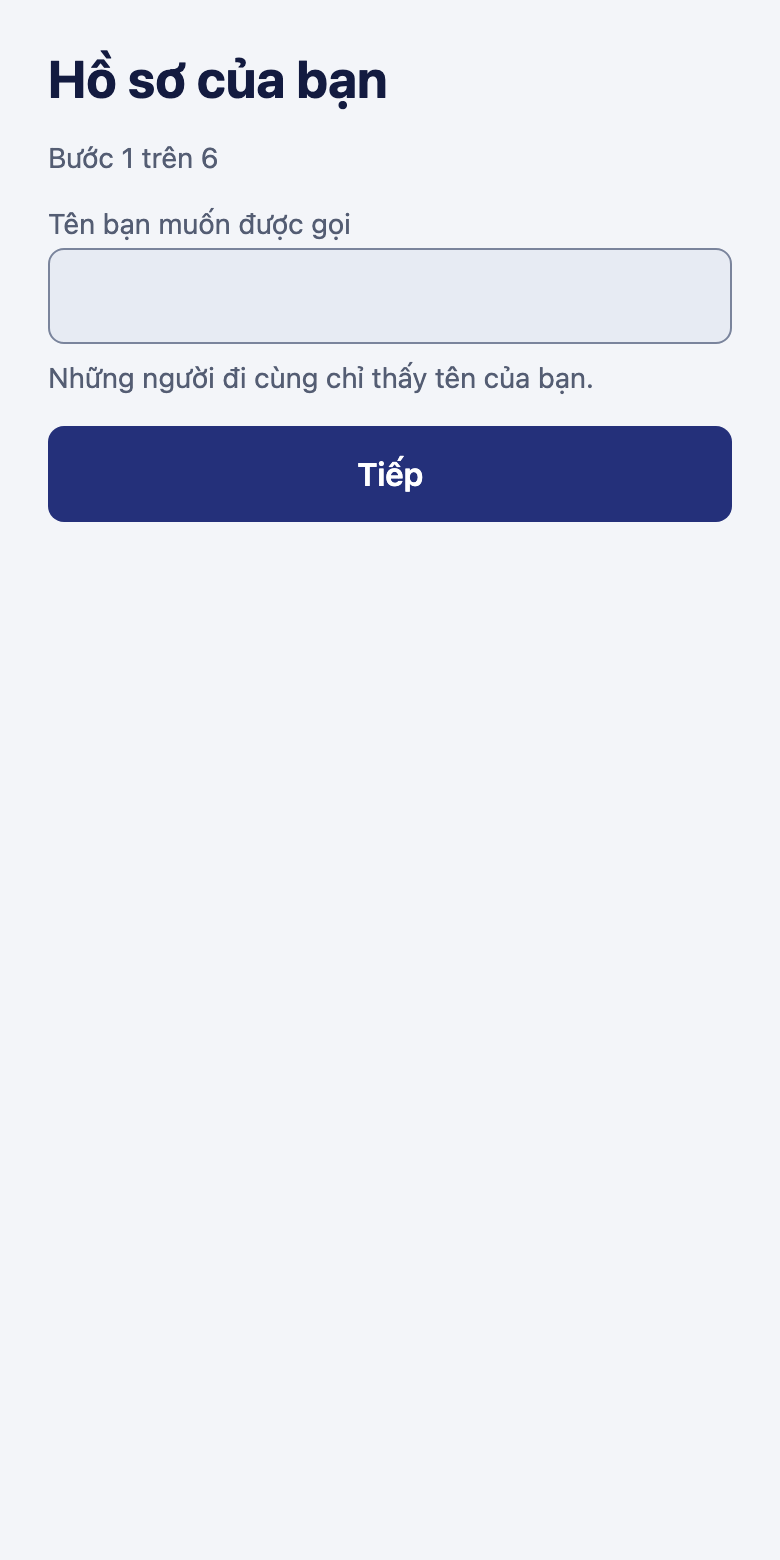 Hồ sơ của bạn
Bước 1 trên 6
Tên bạn muốn được gọi
Những người đi cùng chỉ thấy tên của bạn.
Tiếp